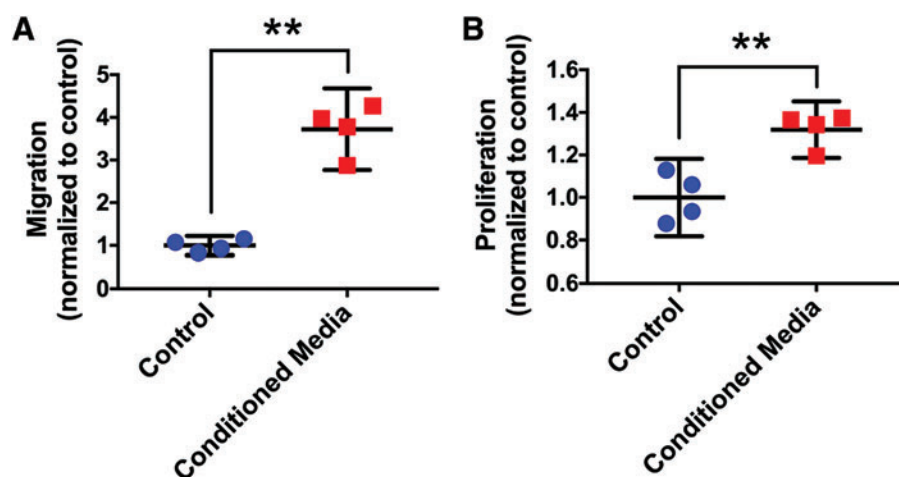 A
**
Migration
(normalized to control)
5
4
3
2
1
0
Control
Conditioned Media
B
**
Proliferation
(normalized to control)
1.6
1.4
1.2
1.0
0.8
0.6
Control
Conditioned Media